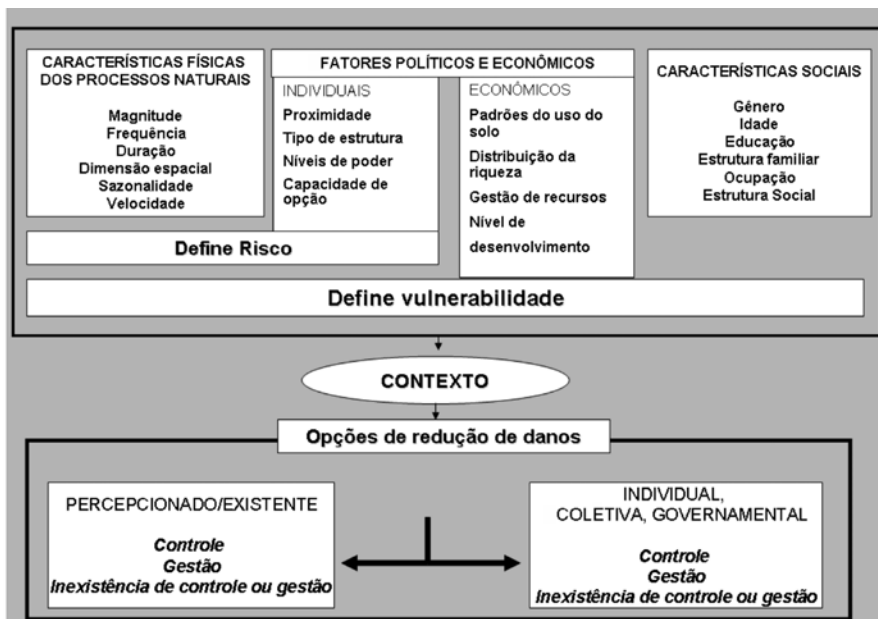 CARACTERÍSTICAS FÍSICAS
DOS PROCESSOS NATURAIS
Magnitude
Frequência
Duração
Dimensão espacial
Sazonalidade
Velocidade
FATORES POLÍTICOS E ECONÔMICOS
INDIVIDUAIS
Proximidade
Tipo de estrutura
Níveis de poder
Capacidade de
opção
ECONÔMICOS
Padrões do uso do
solo
Distribuição da
riqueza
Gestão de recursos
Nível de
desenvolvimento
CARACTERÍSTICAS SOCIAIS
Gênero
Idade
Educação
Estrutura familiar
Ocupação
Estrutura Social
Define Risco
Define vulnerabilidade
CONTEXTO
Opções de redução de danos
PERCEPCIONADO/EXISTENTE
Controle
Gestão
Inexistência de controle ou gestão
INDIVIDUAL,
COLETIVA, GOVERNAMENTAL
Controle
Gestão
Inexistência de controle ou gestão